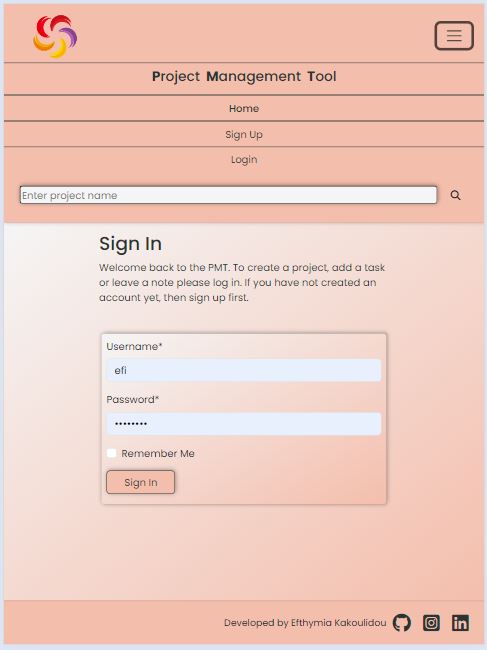 Project Management Tool
Home
Sign Up
Login
Enter project name
Sign In
Welcome back to the PMT. To create a project, add a task
or leave a note please log in. If you have not created an
account yet, then sign up first.
Username*
efi
Password*
••••••••
Remember Me
Sign In
Developed by Efthymia Kakoulidou